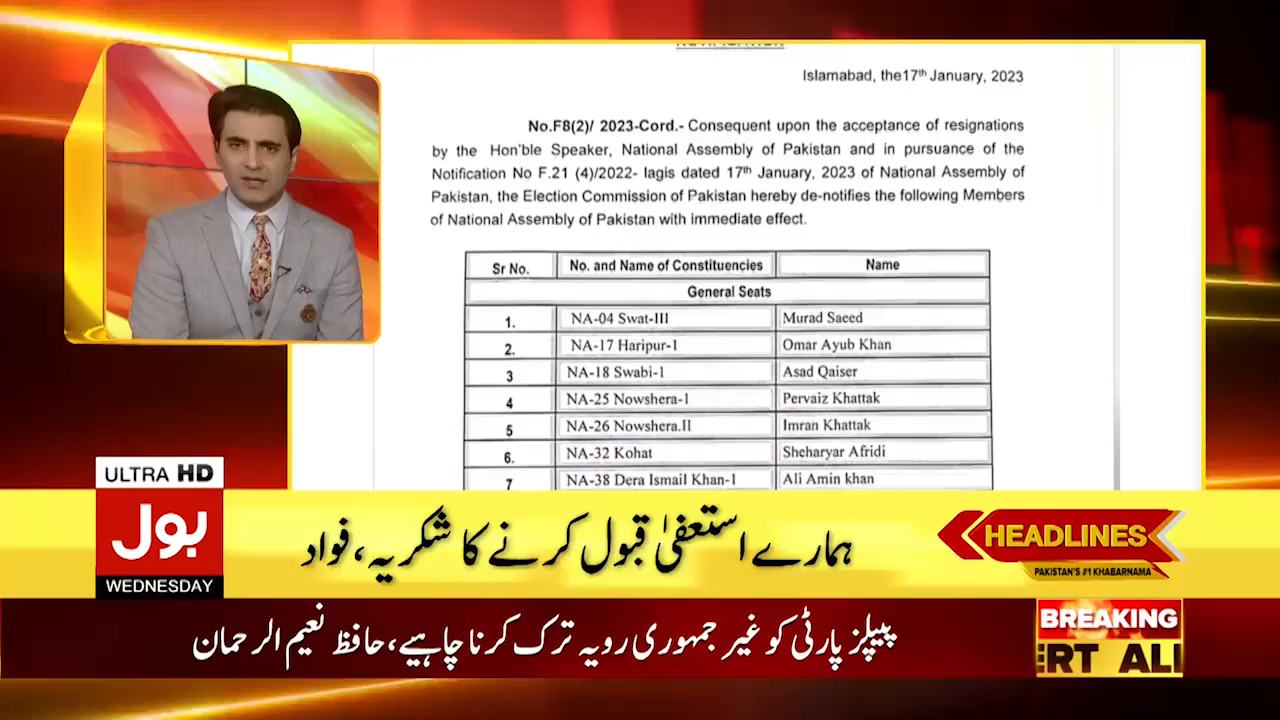 NOTIFICATION
Islamabad, the17th January, 2023
No.F8(2)/ 2023-Cord.- Consequent upon the acceptance of resignations
by the Hon'ble Speaker, National Assembly of Pakistan and in pursuance of the
Notification No F.21 (4)/2022- lagis dated 17th January, 2023 of National Assembly of
Pakistan, the Election Commission of Pakistan hereby de-notifies the following Members
of National Assembly of Pakistan with immediate effect.
Sr No. No. and Name of Constituencies Name
General Seats
1. NA-04 Swat-III Murad Saeed
2. NA-17 Haripur-1 Omar Ayub Khan
3 NA-18 Swabi-1 Asad Qaiser
4 NA-25 Nowshera-1 Pervaiz Khattak
5 NA-26 Nowshera.II Imran Khattak
6. NA-32 Kohat Sheharyar Afridi
7 NA-38 Dera Ismail Khan-1 Ali Amin khan
ULTRA HD
بول
WEDNESDAY
ہمارے استعفیٰ قبول کرنے کا شکریہ، فواد
HEADLINES
PAKISTAN'S #1 KHABARNAMA
پیپلز پارٹی کو غیر جمہوری رویہ ترک کرنا چاہیے، حافظ نعیم الرحمان
BREAKING
ERT ALE